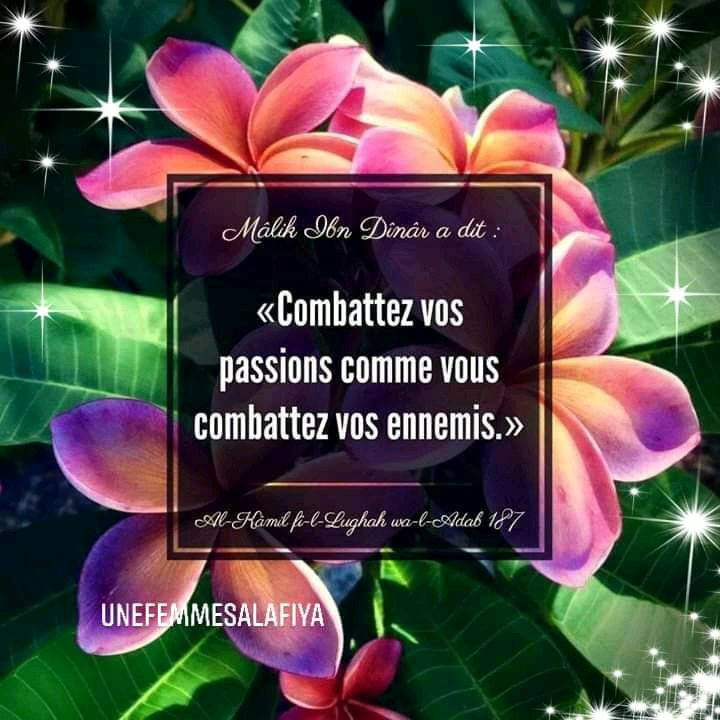 Mâlik Ibn Dînâr a dit :
«Combattez vos
passions comme vous
combattez vos ennemis.»
Al-Kâmil fi-l-Lughah wa-l-Adab 187
UNEFEMMESALAFIYA